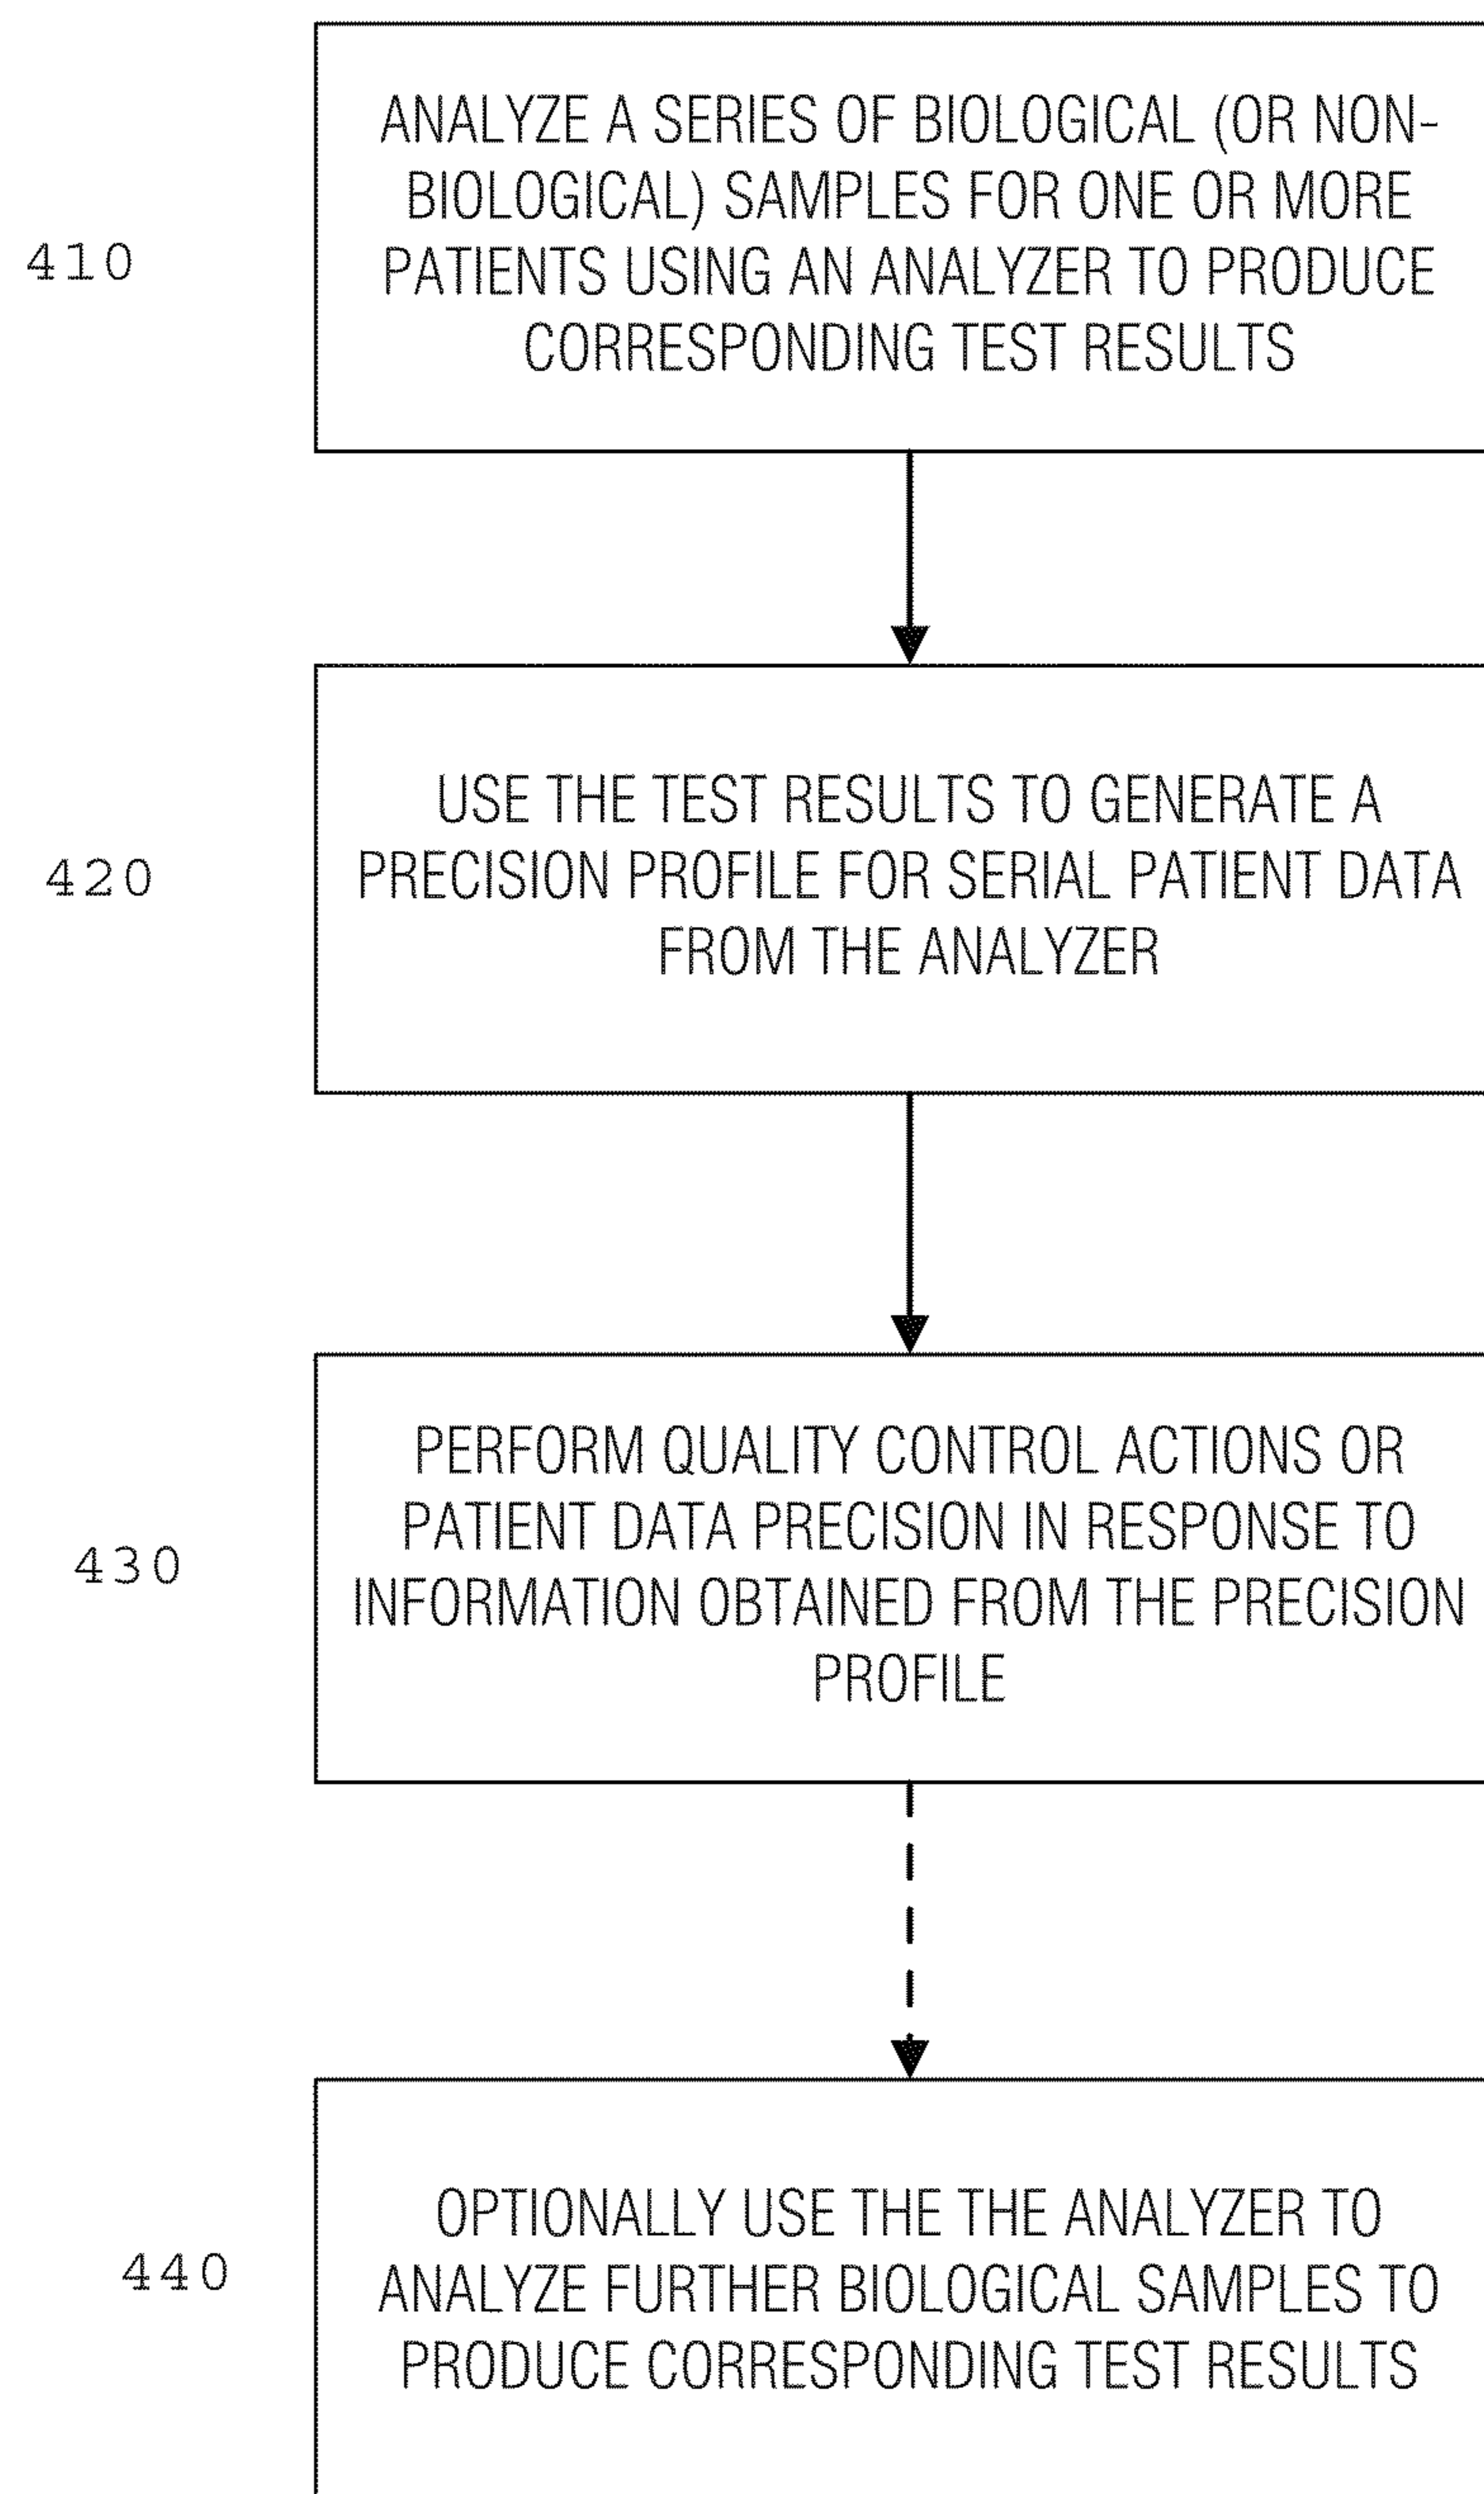 ANALYZE A SERIES OF BIOLOGICAL (OR NON-
BIOLOGICAL) SAMPLES FOR ONE OR MORE
410
PATIENTS USING AN ANALYZER TO PRODUCE
CORRESPONDING TEST RESULTS
USE THE TEST RESULTS TO GENERATE A
420
PRECISION PROFILE FOR SERIAL PATIENT DATA
FROM THE ANALYZER
PERFORM QUALITY CONTROL ACTIONS OR
PATIENT DATA PRECISION IN RESPONSE TO
430
INFORMATION OBTAINED FROM THE PRECISION
PROFILE
OPTIONALLY USE THE THE ANALYZER TO
440
ANALYZE FURTHER BIOLOGICAL SAMPLES TO
PRODUCE CORRESPONDING TEST RESULTS